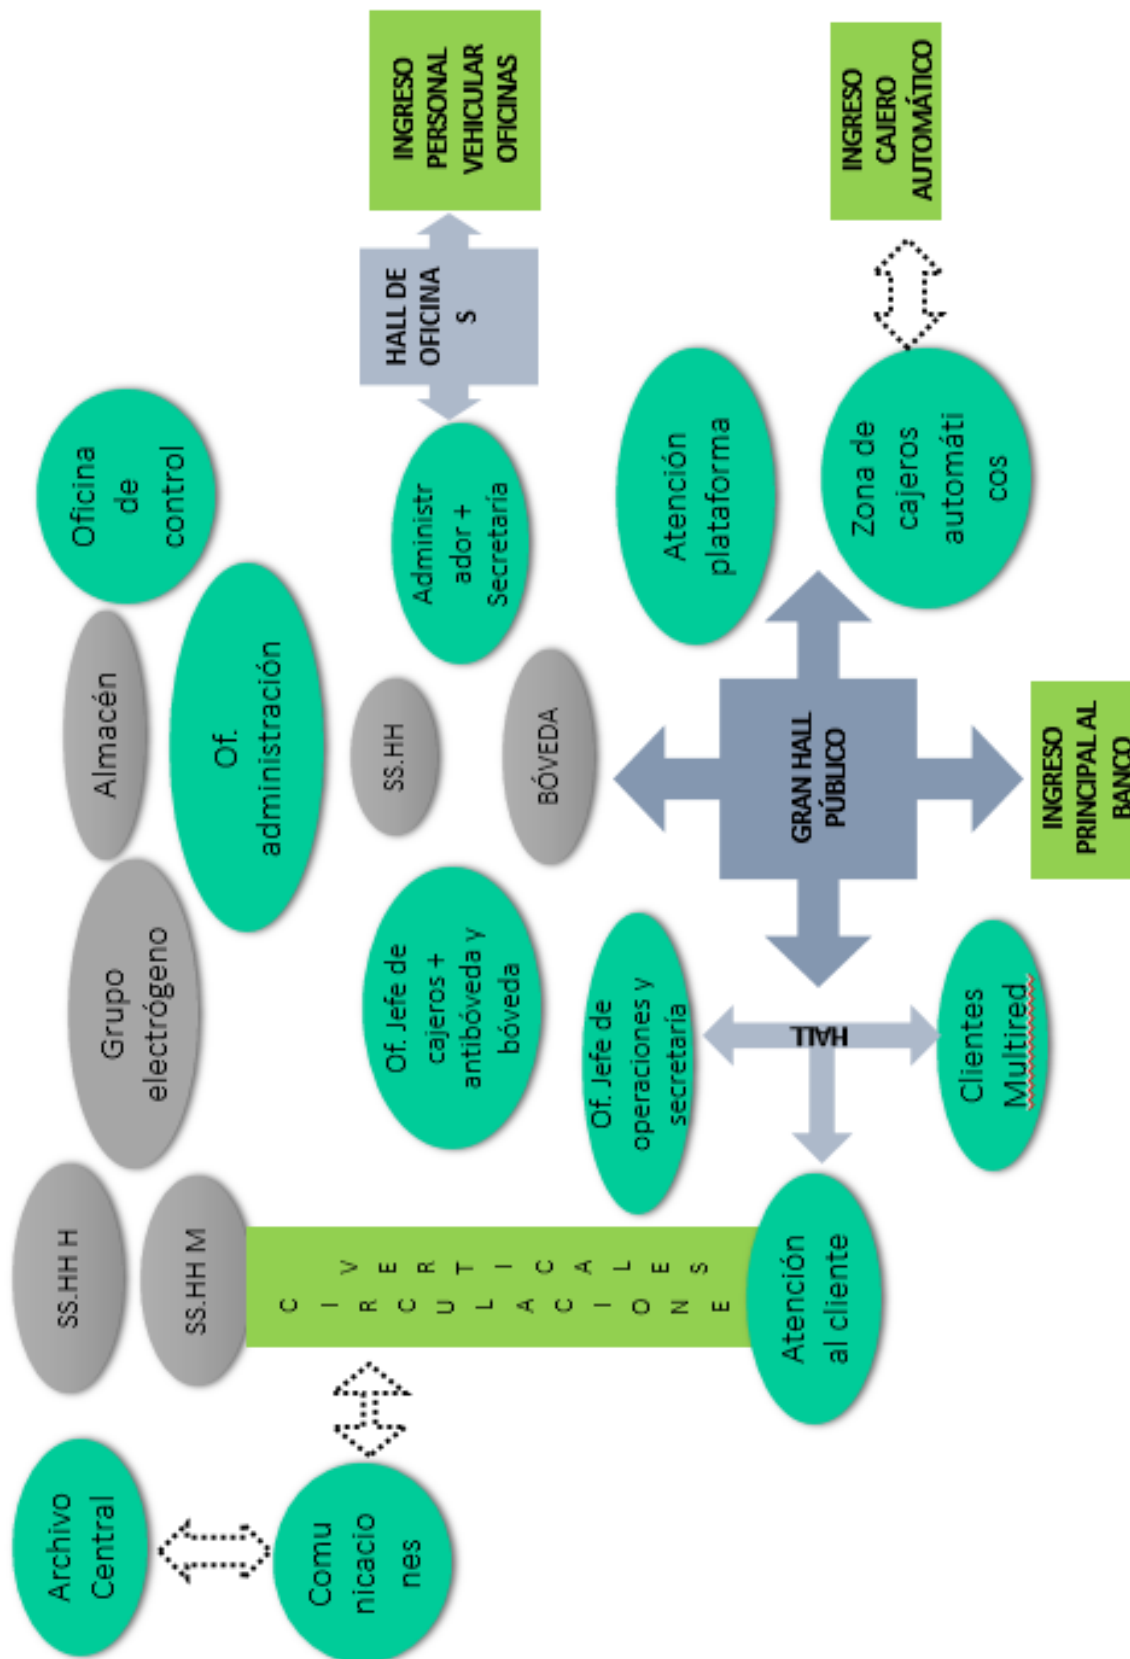 Archivo
Central
SS.HH H
Grupo
electrógeno
Almacén
Oficina
de
control
SS.HH M
Of.
administración
Comu
nicacio
nes
C I R C U L A C I O N E
V E R T I C A L E S
Of. Jefe de
cajeros +
antibóveda y
bóveda
SS.HH
Administr
ador +
Secretaría
HALL DE
OFICINA
S
INGRESO
PERSONAL
VEHICULAR
OFICINAS
BÓVEDA
Of. Jefe de
operaciones y
secretaría
Atención
plataforma
Atención
al cliente
HALL
GRAN HALL
PÚBLICO
Zona de
cajeros
automáti
cos
INGRESO
CAJERO
AUTOMÁTICO
Clientes
Multired
INGRESO
PRINCIPAL AL
BANCO